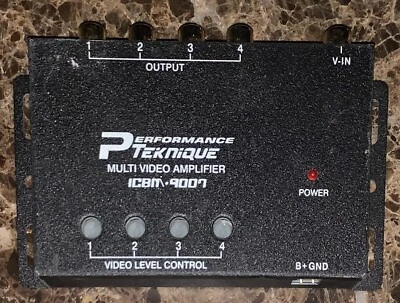 1 2 3 4
OUTPUT
V-IN
PERFORMANCE
TEKNIQUE
MULTI VIDEO AMPLIFIER
ICBM-9007
POWER
1 2 3 4
VIDEO LEVEL CONTROL
B+ GND